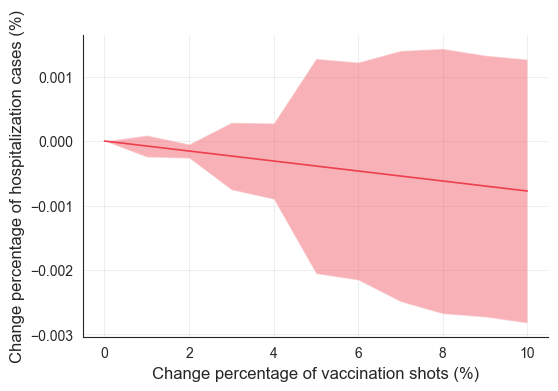 Change percentage of hospitalization cases (%)
0.001
0.000
−0.001
−0.002
−0.003
0 2 4 6 8 10
Change percentage of vaccination shots (%)